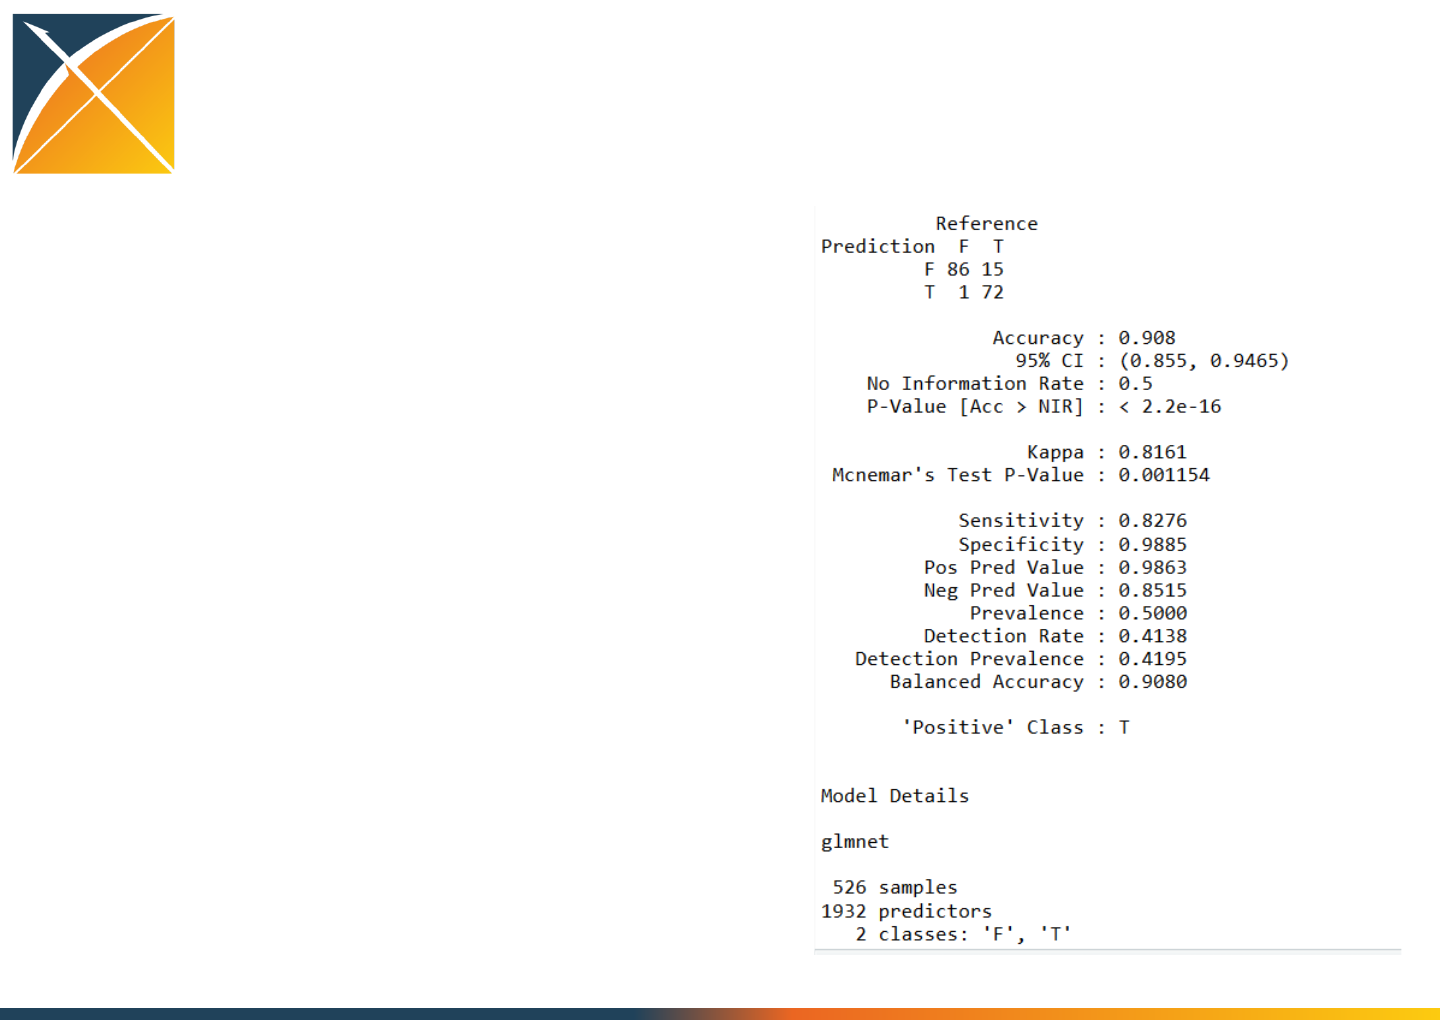 Reference
Prediction F T
F 86 15
T 1 72
Accuracy : 0.908
95% CI : (0.855, 0.9465)
No Information Rate : 0.5
P-Value [Acc > NIR] : < 2.2e-16
Kappa : 0.8161
Mcnemar's Test P-Value : 0.001154
Sensitivity : 0.8276
Specificity : 0.9885
Pos Pred Value : 0.9863
Neg Pred Value : 0.8515
Prevalence : 0.5000
Detection Rate : 0.4138
Detection Prevalence : 0.4195
Balanced Accuracy : 0.9080
'Positive' Class : T
Model Details
glmnet
526 samples
1932 predictors
2 classes: 'F', 'T'